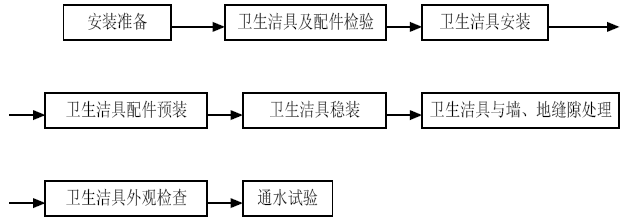 安装准备
卫生洁具及配件检验
卫生洁具安装
卫生洁具配件预装
卫生洁具稳装
卫生洁具与墙、地缝隙处理
卫生洁具外观检查
通水试验